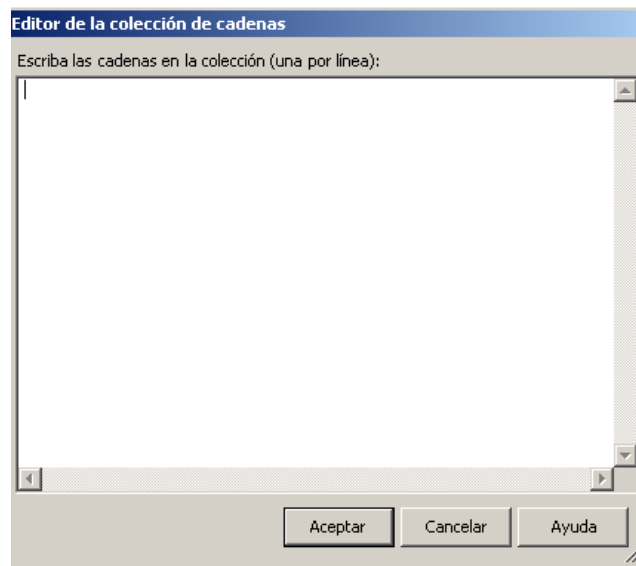 Editor de la colección de cadenas
Escriba las cadenas en la colección (una por línea):
Aceptar Cancelar Ayuda